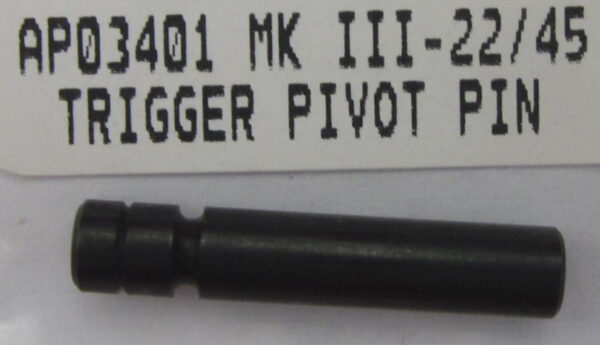 AP03401 MK III-22/45
TRIGGER PIVOT PIN